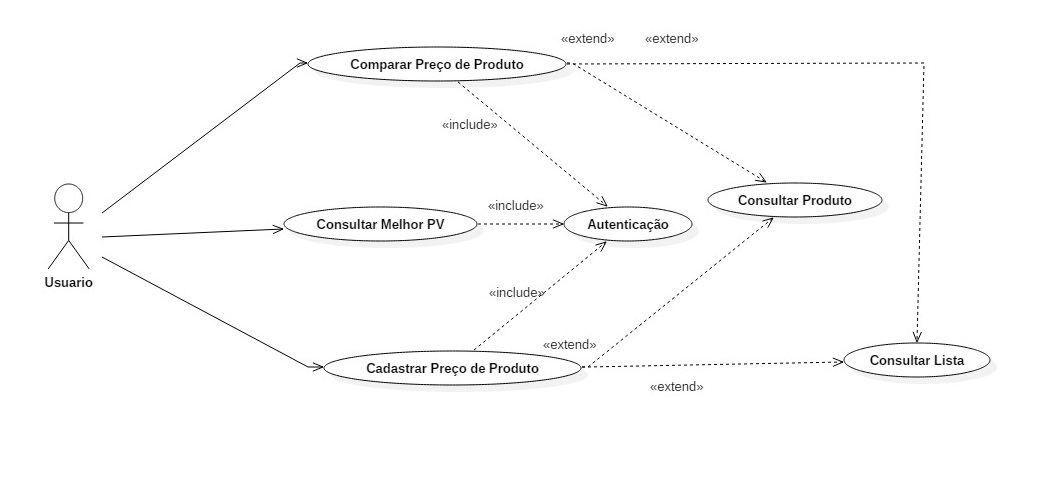 «extend»
«extend»
Comparar Preço de Produto
«include»
Consultar Produto
«include»
Consultar Melhor PV
Autenticação
Usuario
«include»
«extend»
Consultar Lista
Cadastrar Preço de Produto
«extend»